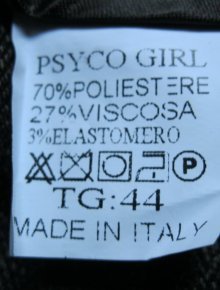 PSYCO GIRL
70%POLIESTERE
27%VISCOSA
3%ELASTOMERO
P
TG:44
MADE IN ITALY